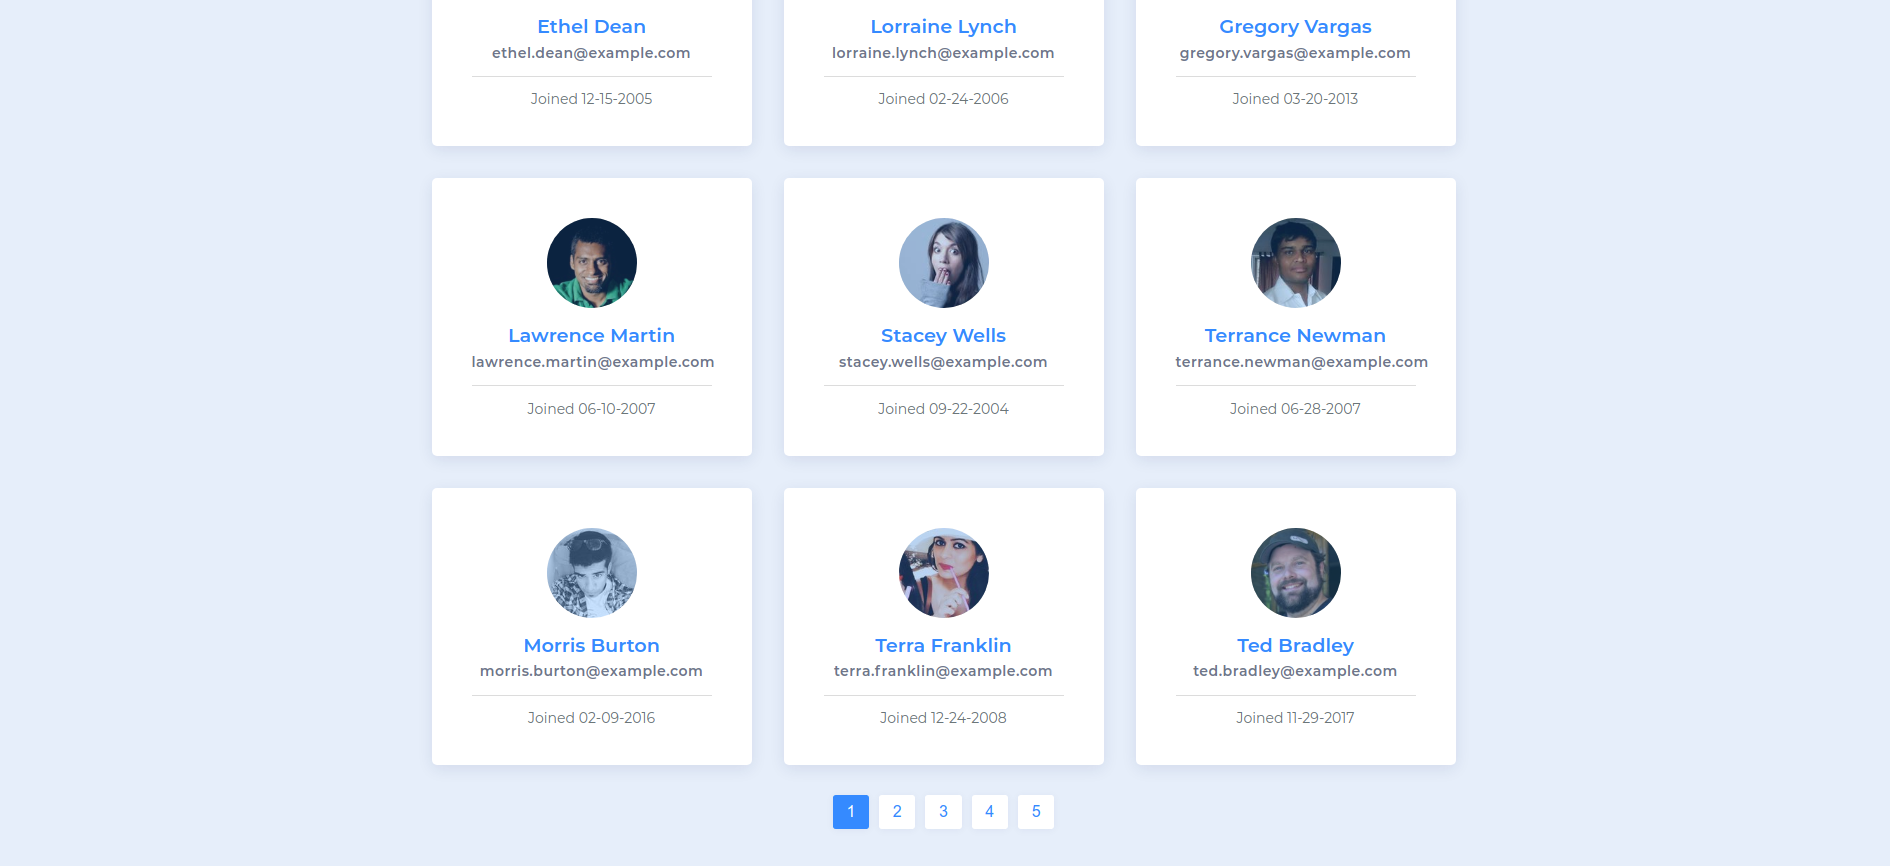 Ethel Dean
ethel.dean@example.com
Joined 12-15-2005
Lorraine Lynch
lorraine.lynch@example.com
Joined 02-24-2006
Gregory Vargas
gregory.vargas@example.com
Joined 03-20-2013
Lawrence Martin
lawrence.martin@example.com
Joined 06-10-2007
Stacey Wells
stacey.wells@example.com
Joined 09-22-2004
Terrance Newman
terrance.newman@example.com
Joined 06-28-2007
Morris Burton
morris.burton@example.com
Joined 02-09-2016
Terra Franklin
terra.franklin@example.com
Joined 12-24-2008
Ted Bradley
ted.bradley@example.com
Joined 11-29-2017
1 2 3 4 5